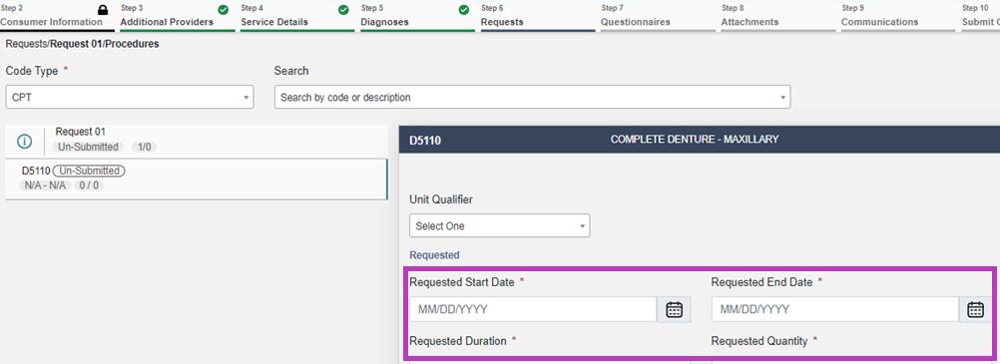 Step 2 Step 3 Step 4 Step 5 Step 6 Step 7 Step 8 Step 9 Step 10
Consumer Information Additional Providers Service Details Diagnoses Requests Questionnaires Attachments Communications Submit
Requests/Request 01/Procedures
Code Type * Search
CPT Search by code or description
Request 01
Un-Submitted 1/0
D5110 COMPLETE DENTURE - MAXILLARY
D5110 Un-Submitted
N/A - N/A 0 / 0
Unit Qualifier
Select One
Requested
Requested Start Date * Requested End Date *
MM/DD/YYYY MM/DD/YYYY
Requested Duration * Requested Quantity *